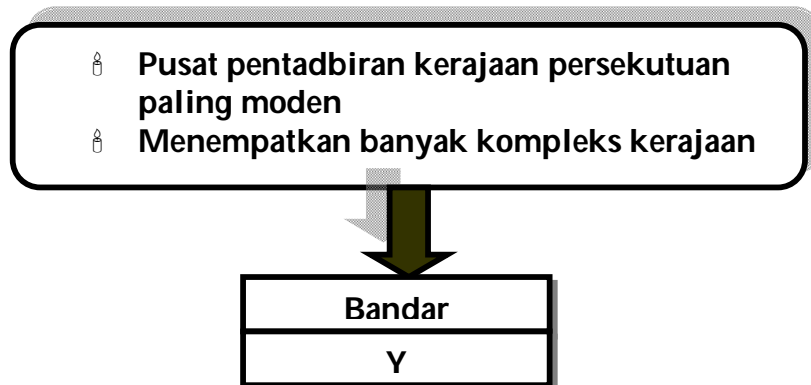 🕯 Pusat pentadbiran kerajaan persekutuan
paling moden
🕯 Menempatkan banyak kompleks kerajaan
Bandar
Y